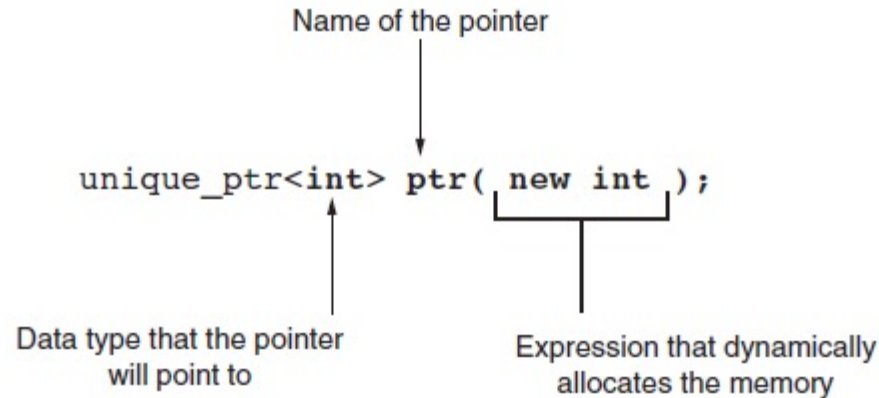 Name of the pointer
unique_ptr<int> ptr( new int );
Data type that the pointer
will point to
Expression that dynamically
allocates the memory